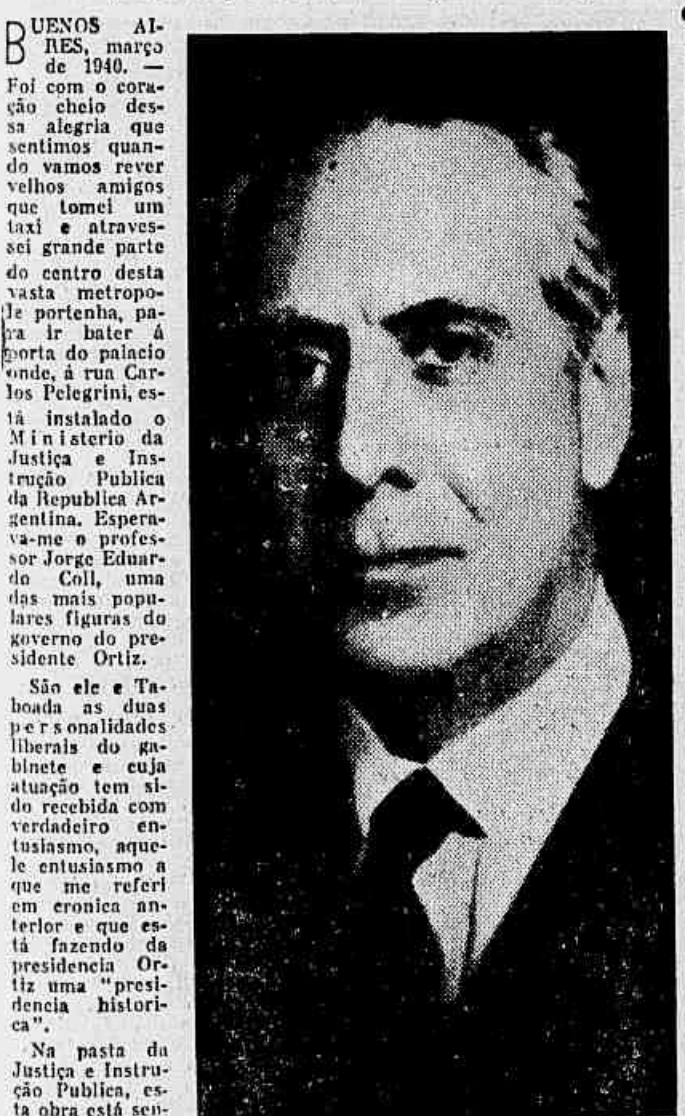 BUENOS AI-
RES, março
de 1940. —
Foi com o cora-
ção cheio des-
sa alegria que
sentimos quan-
do vamos rever
velhos amigos
que tomei um
taxi e atraves-
sei grande parte
do centro desta
vasta metropo-
le portenha, pa-
ra ir bater á
porta do palacio
onde, á rua Car-
los Pelegrini, es-
tá instalado o
Ministerio da
Justiça e Ins-
trução Publica
da Republica Ar-
gentina. Espera-
va-me o profes-
sor Jorge Eduar-
do Coll, uma
das mais popu-
lares figuras do
governo do pre-
sidente Ortiz.
São ele e Ta-
boada as duas
personalidades
liberais do ga-
binete e cuja
atuação tem si-
do recebida com
verdadeiro en-
tusiasmo, aque-
le entusiasmo a
que me referi
em cronica an-
terior e que es-
tá fazendo da
presidencia Or-
tiz uma "presi-
dencia histori-
ca".
Na pasta da
Justiça e Instru-
ção Publica, es-
ta obra está sen-